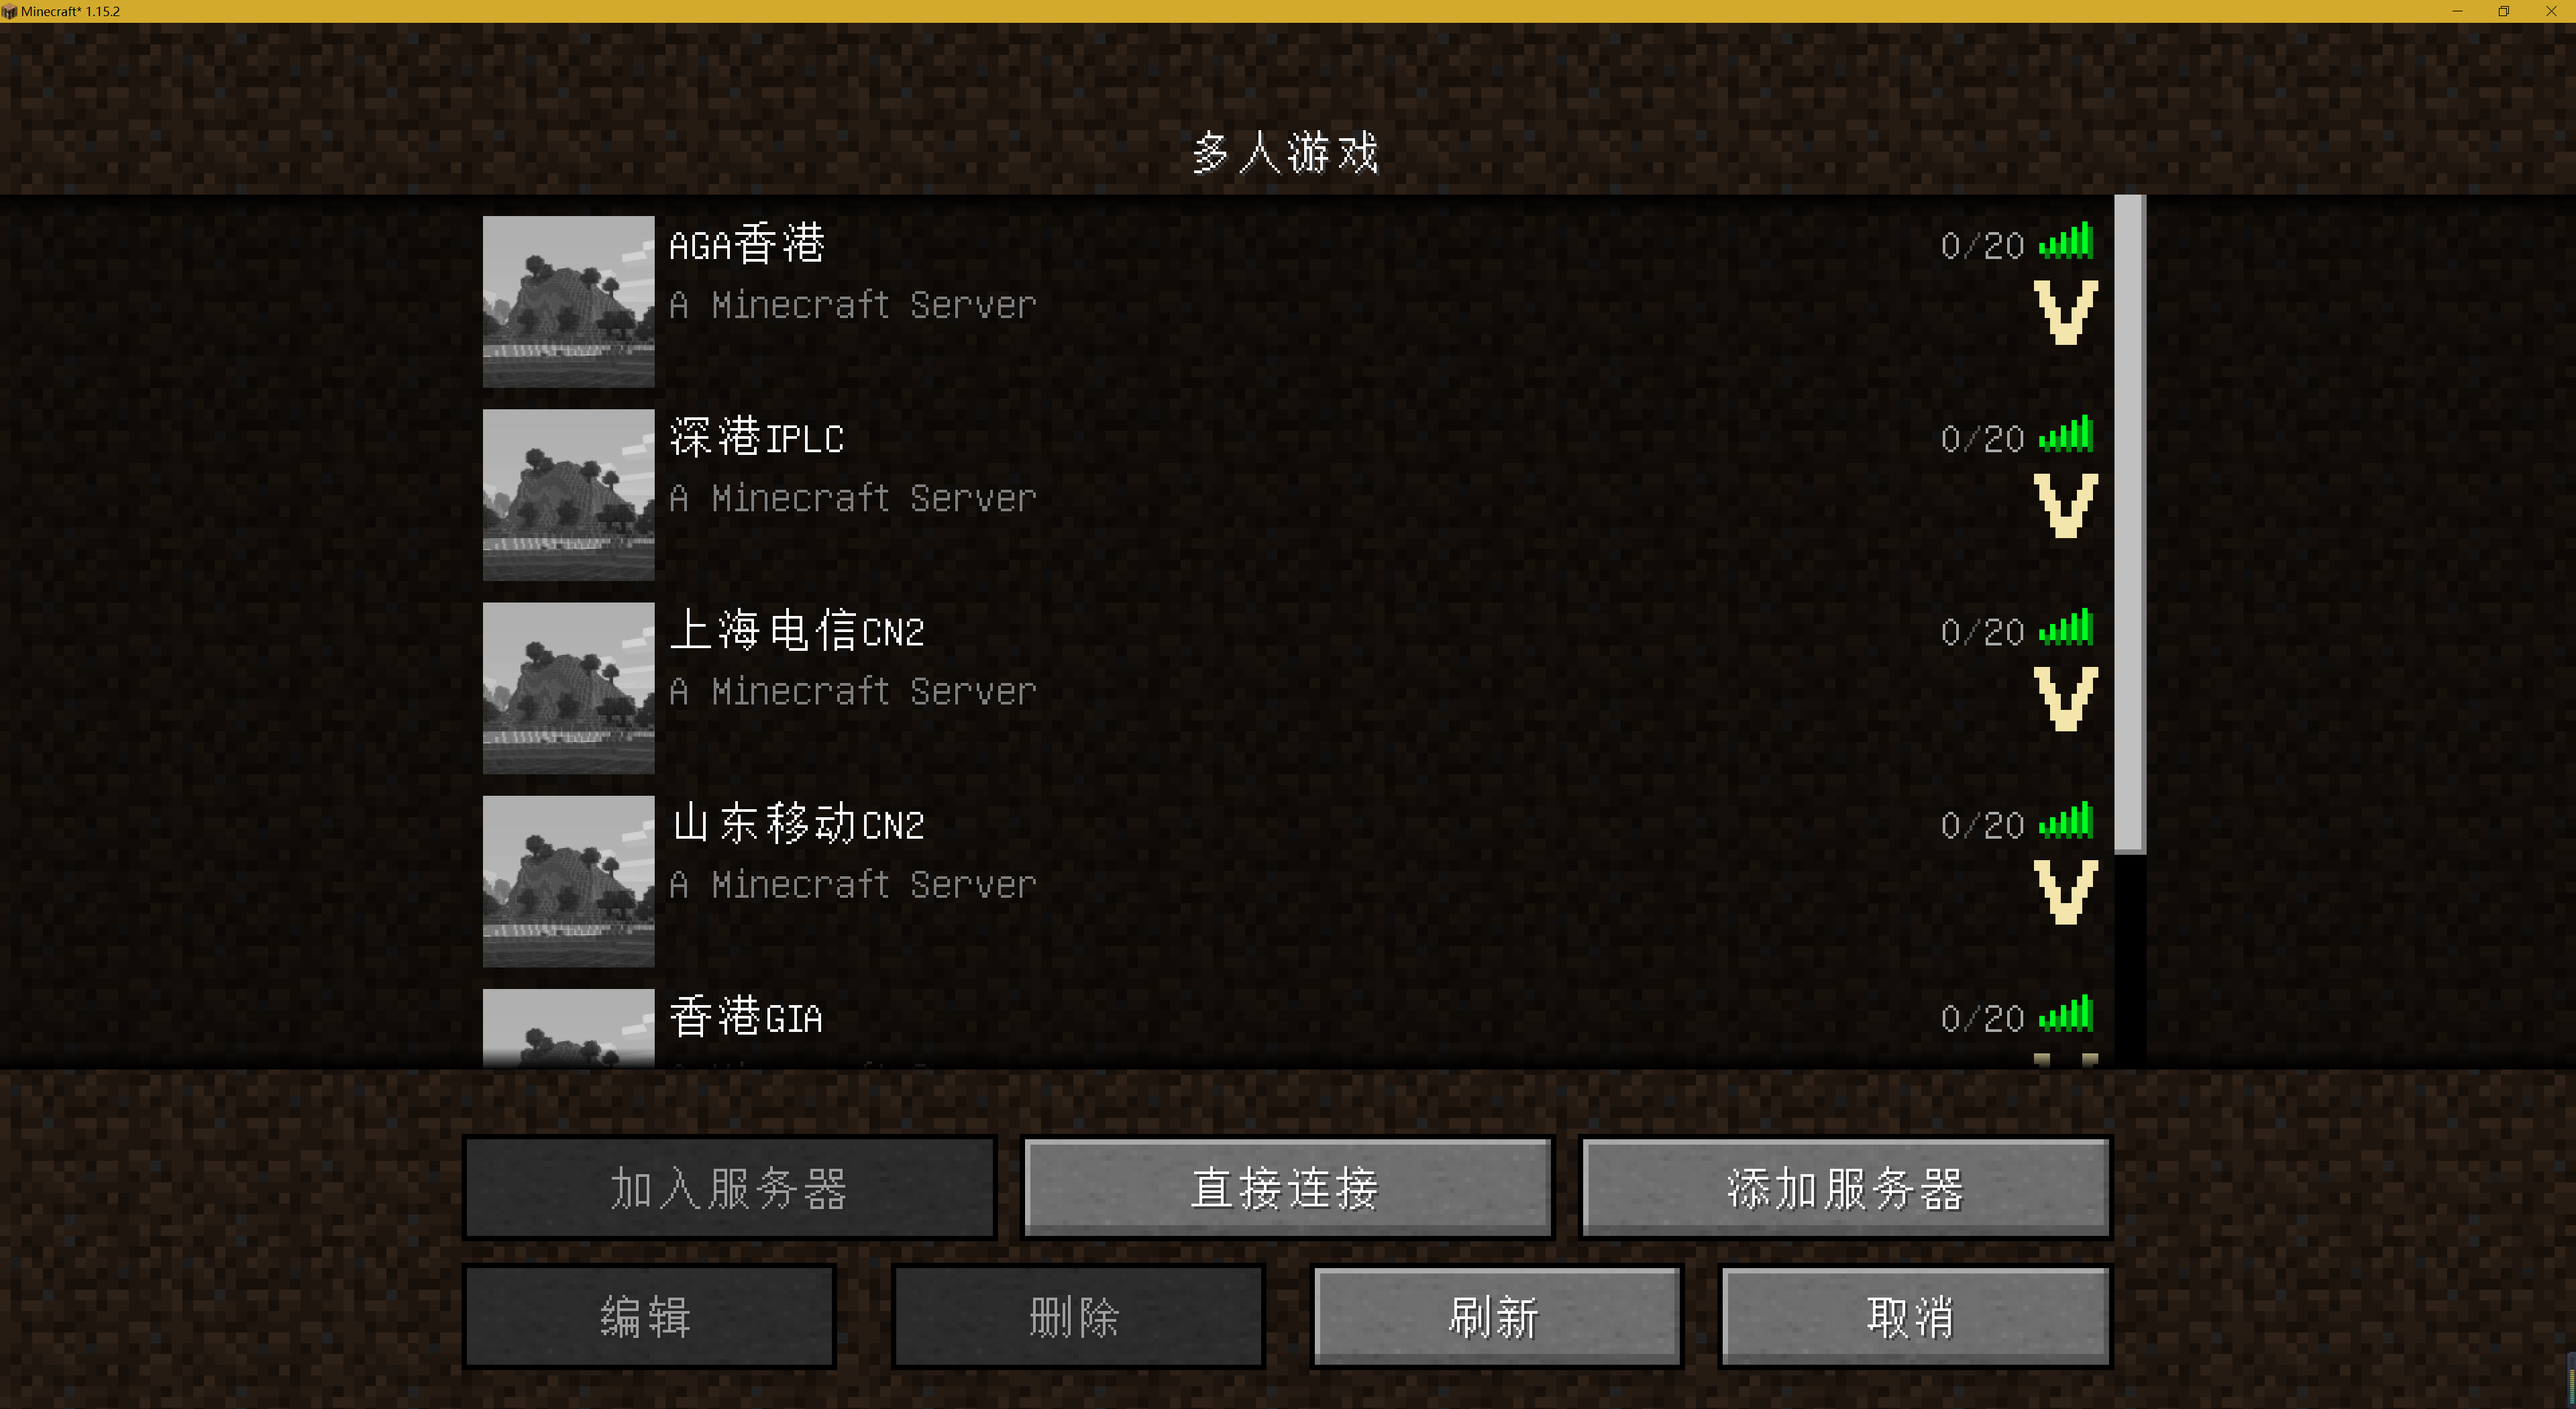 Minecraft* 1.15.2
多人游戏
AGA香港
0/20
A Minecraft Server
深港IPLC
0/20
A Minecraft Server
上海电信CN2
0/20
A Minecraft Server
山东移动CN2
0/20
A Minecraft Server
香港GIA
0/20
加入服务器
直接连接
添加服务器
编辑
删除
刷新
取消